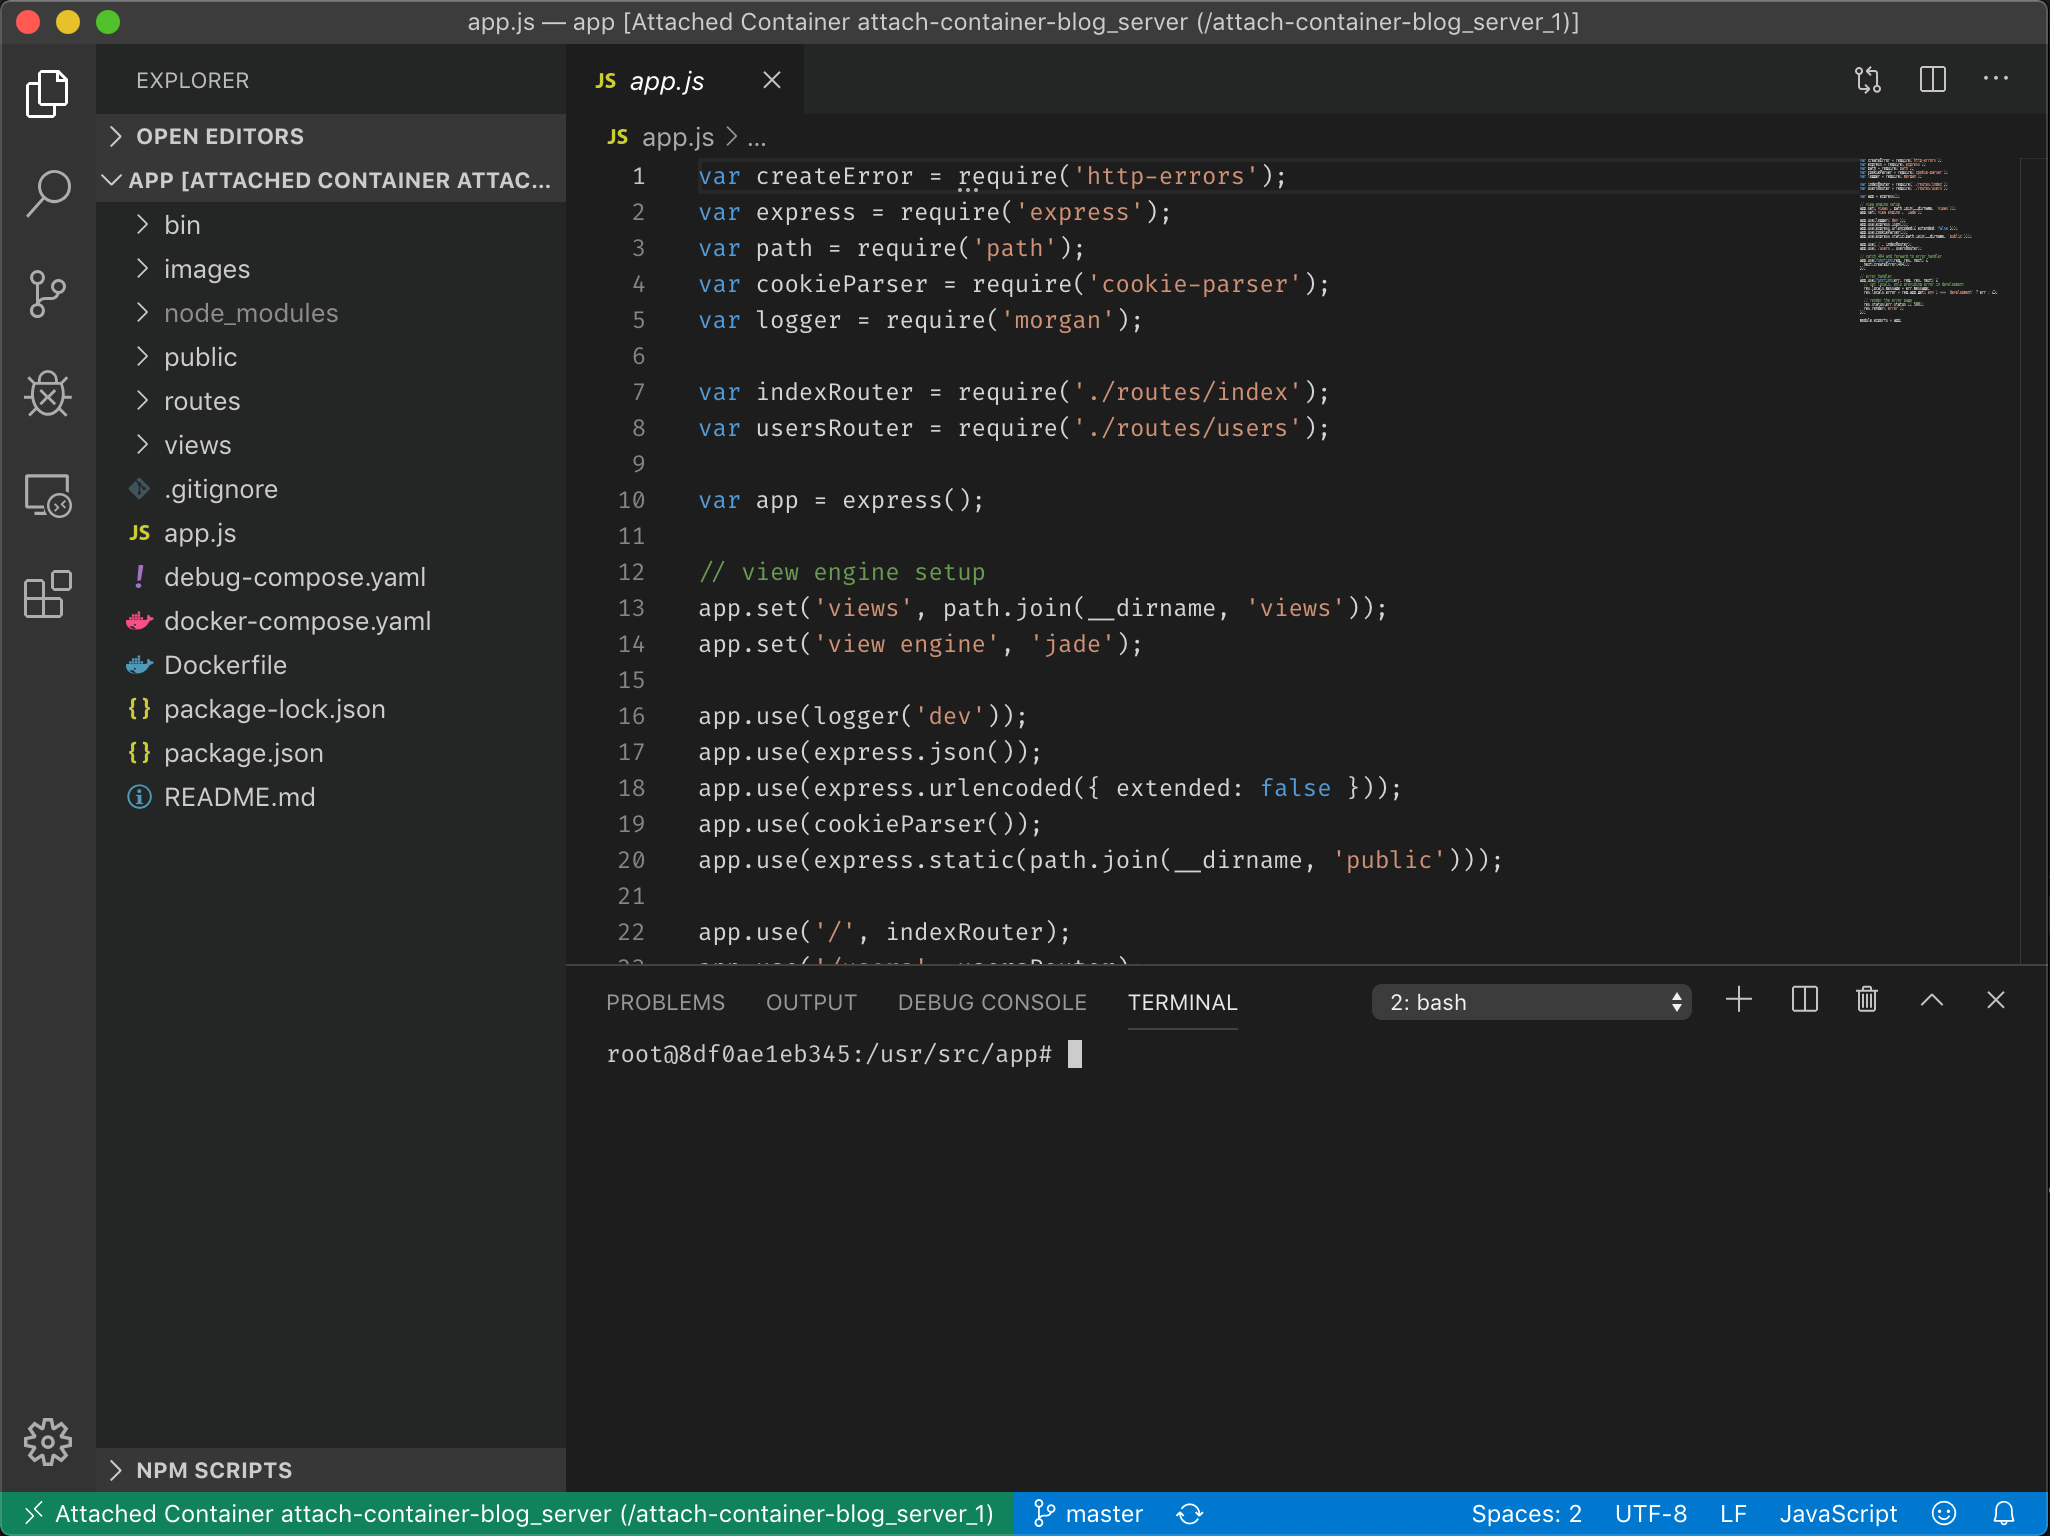 app.js — app [Attached Container attach-container-blog_server (/attach-container-blog_server_1)]
EXPLORER
OPEN EDITORS
APP [ATTACHED CONTAINER ATTAC...
bin
images
node_modules
public
routes
views
.gitignore
JS app.js
! debug-compose.yaml
docker-compose.yaml
Dockerfile
{} package-lock.json
{} package.json
README.md
NPM SCRIPTS
JS app.js
JS app.js > ...
1 var createError = require('http-errors');
2 var express = require('express');
3 var path = require('path');
4 var cookieParser = require('cookie-parser');
5 var logger = require('morgan');
6
7 var indexRouter = require('./routes/index');
8 var usersRouter = require('./routes/users');
9
10 var app = express();
11
12 // view engine setup
13 app.set('views', path.join(__dirname, 'views'));
14 app.set('view engine', 'jade');
15
16 app.use(logger('dev'));
17 app.use(express.json());
18 app.use(express.urlencoded({ extended: false }));
19 app.use(cookieParser());
20 app.use(express.static(path.join(__dirname, 'public')));
21
22 app.use('/', indexRouter);
23 app.use('/users', usersRouter);
PROBLEMS OUTPUT DEBUG CONSOLE TERMINAL 2: bash
root@8df0ae1eb345:/usr/src/app#
Attached Container attach-container-blog_server (/attach-container-blog_server_1) master Spaces: 2 UTF-8 LF JavaScript